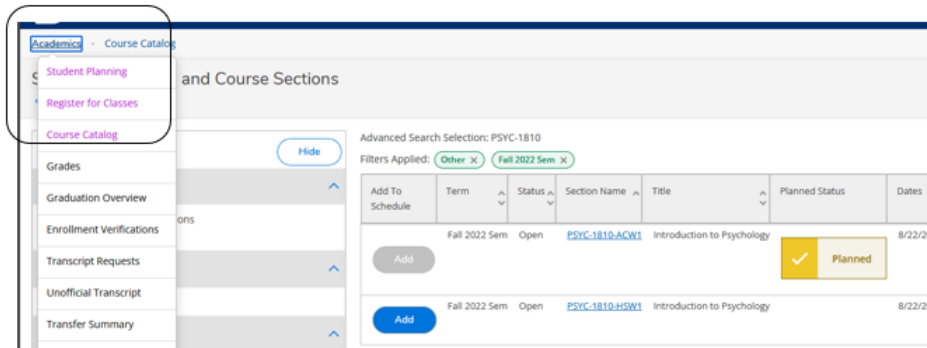 Academics · Course Catalog
Student Planning
Register for Classes
Course Catalog
Grades
Graduation Overview
Enrollment Verifications
Transcript Requests
Unofficial Transcript
Transfer Summary
S
and Course Sections
Hide
ons
Advanced Search Selection: PSYC-1810
Filters Applied: Other X Fall 2022 Sem X
Add To Schedule Term Status Section Name Title Planned Status Dates
Add Fall 2022 Sem Open PSYC-1810-ACW1 Introduction to Psychology Planned 8/22/2
Add Fall 2022 Sem Open PSYC-1810-HSW1 Introduction to Psychology 8/22/2